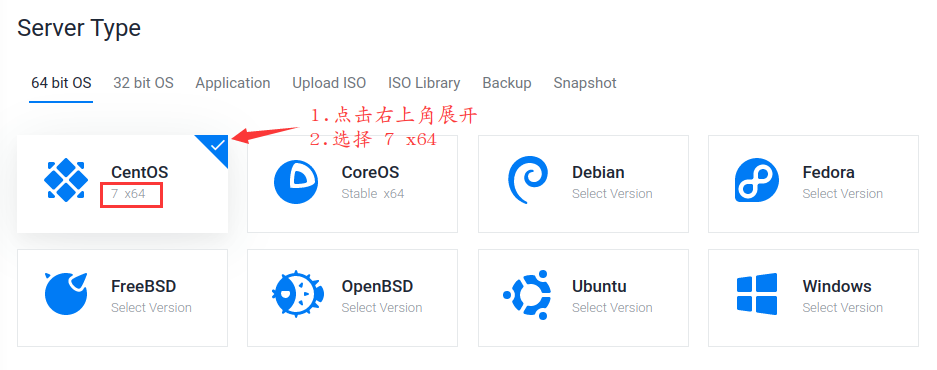 Server Type
64 bit OS 32 bit OS Application Upload ISO ISO Library Backup Snapshot
1.点击右上角展开
2.选择 7 x64
CentOS
7 x64
CoreOS
Stable x64
Debian
Select Version
Fedora
Select Version
FreeBSD
Select Version
OpenBSD
Select Version
Ubuntu
Select Version
Windows
Select Version